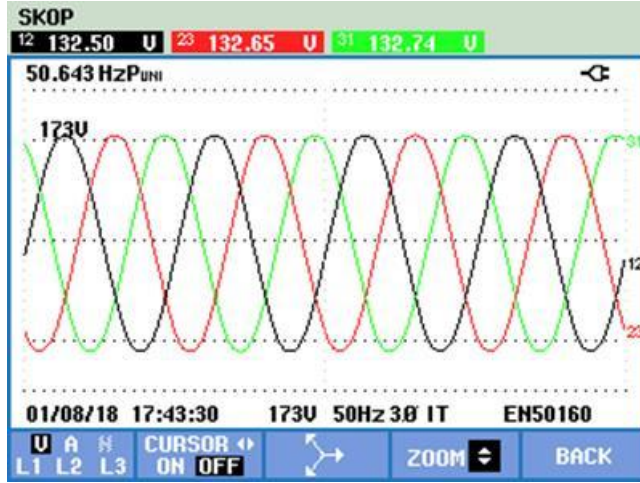 SKOP
12 132.50 V 23 132.65 V 31 132.74 V
50.643 HzPUNI
173V
31
12
23
01/08/18 17:43:30 173V 50Hz 3.Ø IT EN50160
V A N CURSOR ZOOM BACK
L1 L2 L3 ON OFF